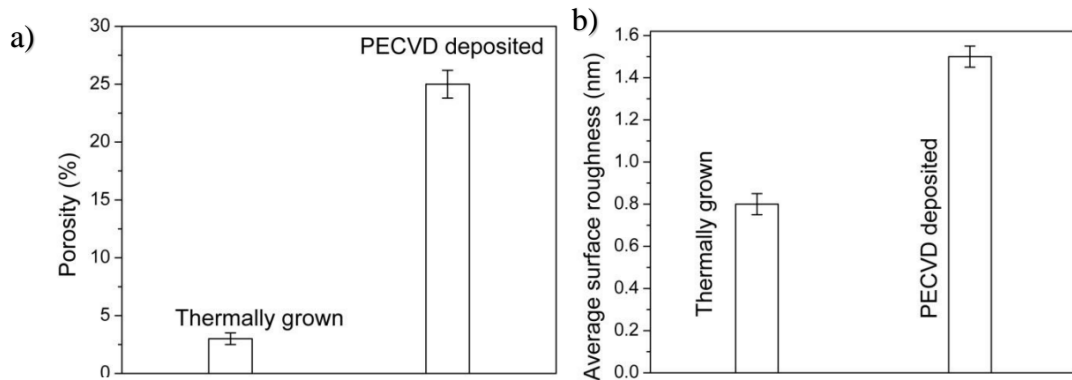 a)
30
25
20
15
10
5
0
Porosity (%)
PECVD deposited
Thermally grown
b)
1.6
1.4
1.2
1.0
0.8
0.6
0.4
0.2
0.0
Average surface roughness (nm)
Thermally grown
PECVD deposited